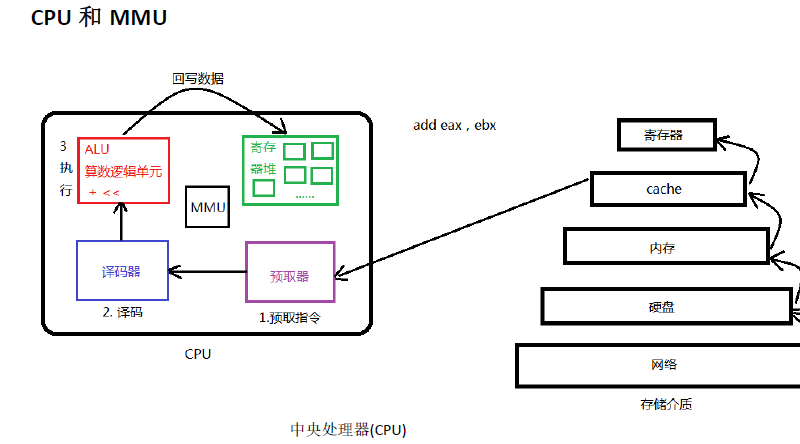 CPU 和 MMU
回写数据
3
执
行
ALU
算数逻辑单元
+ <<
寄存
器堆
......
MMU
译码器
预取器
2. 译码
1.预取指令
CPU
add eax , ebx
寄存器
cache
内存
硬盘
网络
存储介质
中央处理器(CPU)